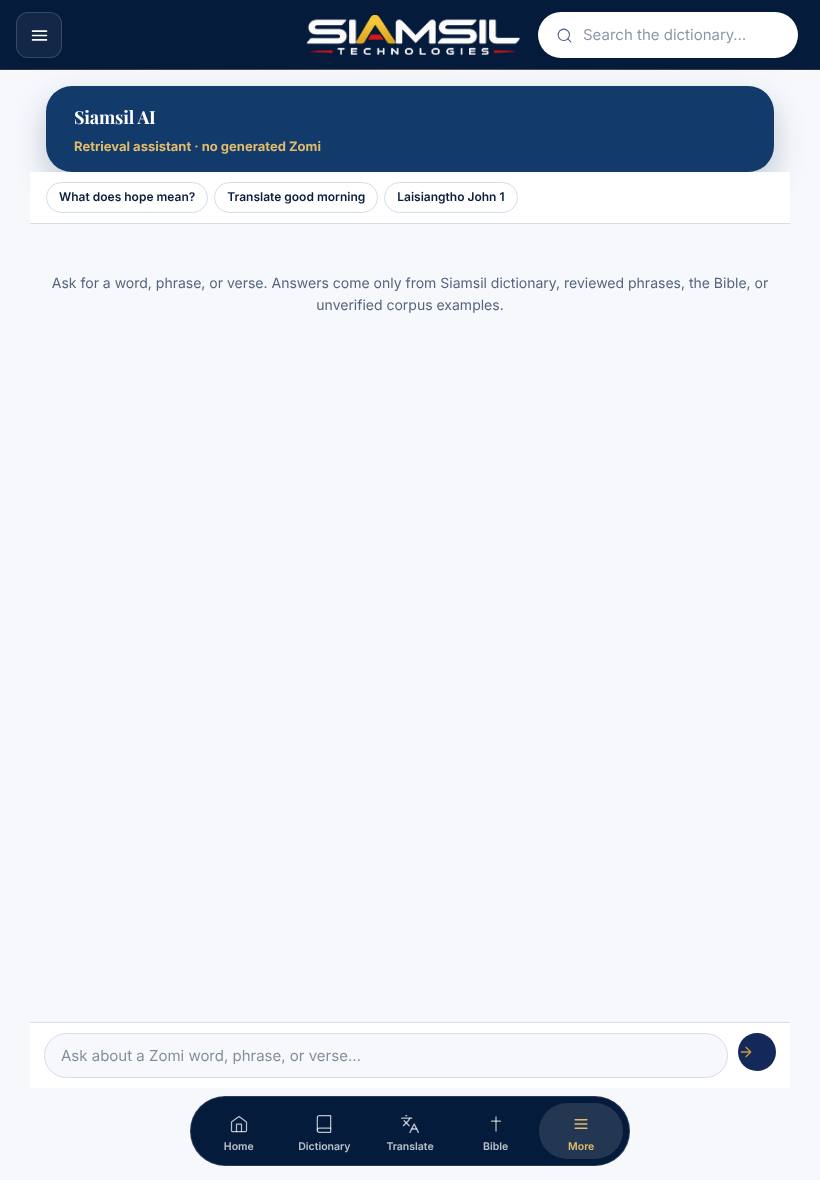 SIAMSIL
TECHNOLOGIES
Search the dictionary...
Siamsil AI
Retrieval assistant · no generated Zomi
What does hope mean?
Translate good morning
Laisiangtho John 1
Ask for a word, phrase, or verse. Answers come only from Siamsil dictionary, reviewed phrases, the Bible, or
unverified corpus examples.
Ask about a Zomi word, phrase, or verse...
Home
Dictionary
Translate
Bible
More